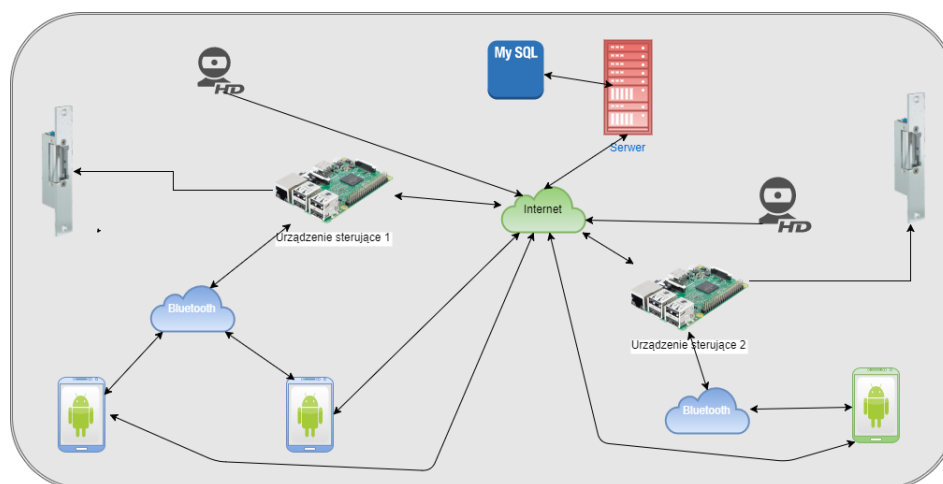 HD
My SQL
Serwer
Internet
HD
Urządzenie sterujące 1
Bluetooth
Urządzenie sterujące 2
Bluetooth